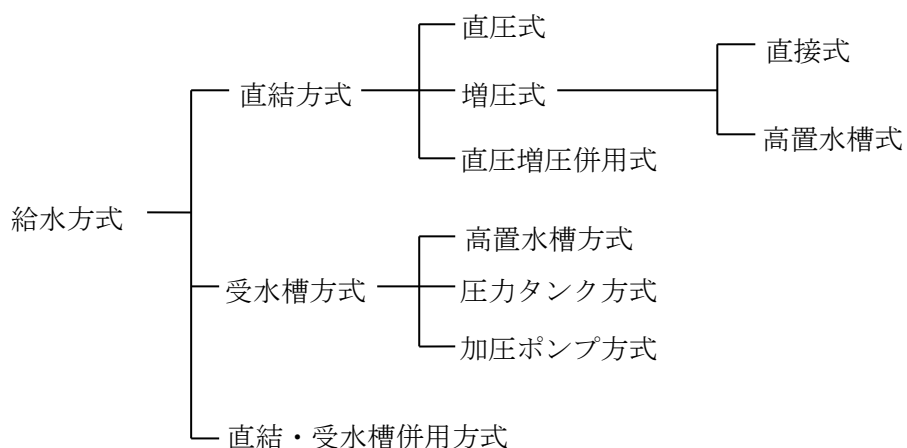 給水方式
直結方式
直圧式
増圧式
直接式
高置水槽式
直圧増圧併用式
受水槽方式
高置水槽方式
圧力タンク方式
加圧ポンプ方式
直結・受水槽併用方式